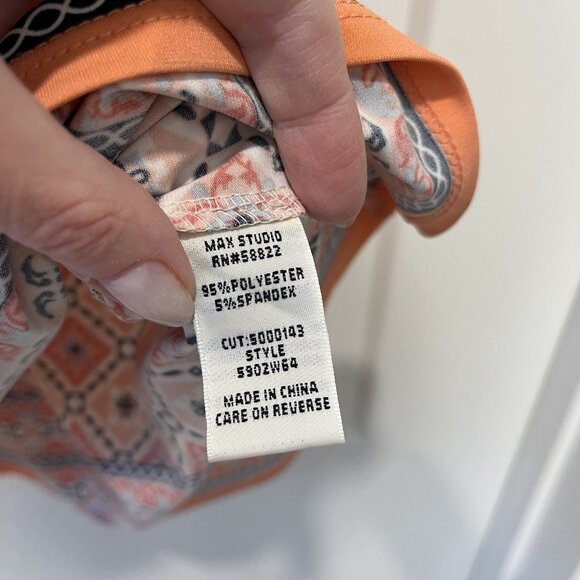 MAX STUDIO
RN#58822
95%POLYESTER
5%SPANDEX
CUT:5000143
STYLE
5902W64
MADE IN CHINA
CARE ON REVERSE